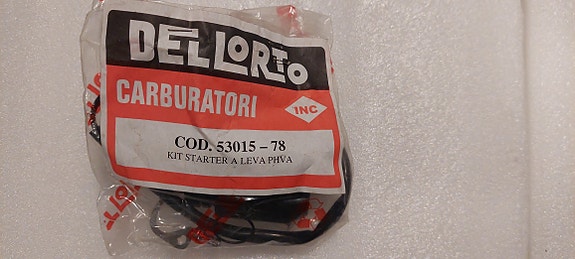 DELLORTO
CARBURATORI
INC
COD. 53015 – 78
KIT STARTER A LEVA PHVA